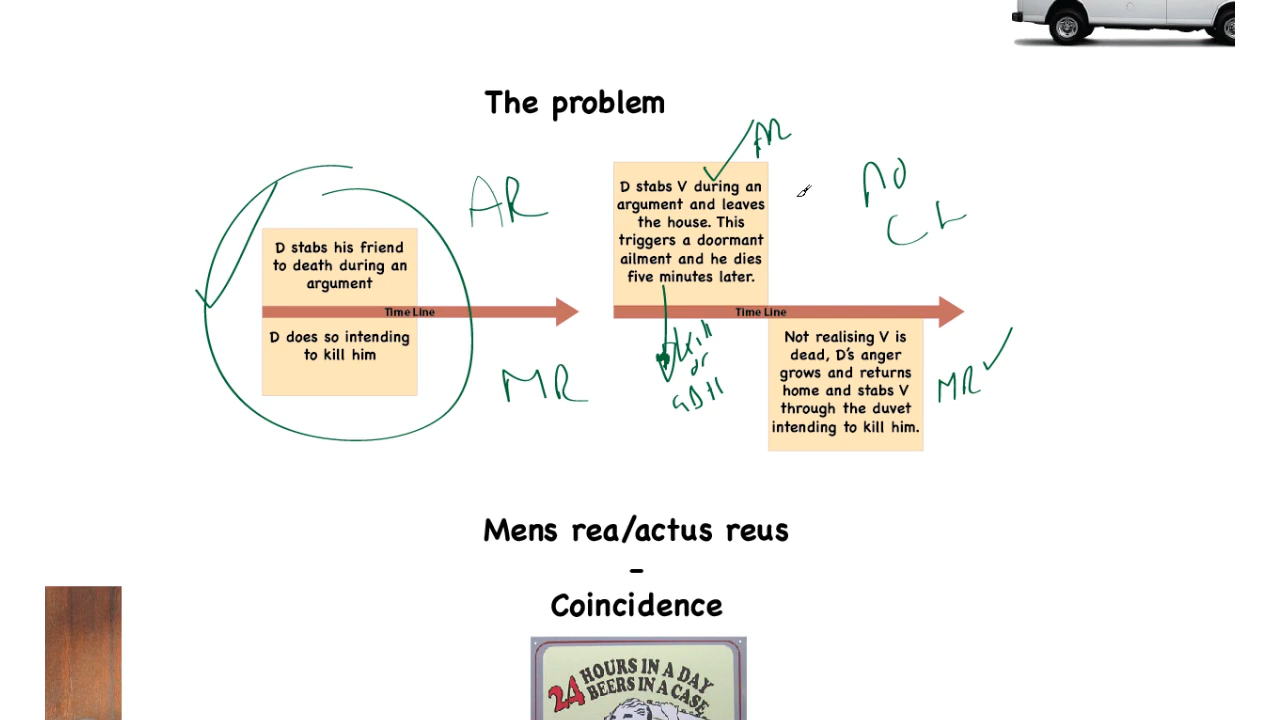 The problem
AR
AR
no
CL
D stabs his friend
to death during an
argument
Time Line
D does so intending
to kill him
MR
D stabs V during an
argument and leaves
the house. This
triggers a doormant
ailment and he dies
five minutes later.
Time Line
kill
or
GBH
Not realising V is
dead, D's anger
grows and returns
home and stabs V
through the duvet
intending to kill him.
MR
Mens rea/actus reus
-
Coincidence
24 HOURS IN A DAY
BEERS IN A CASE